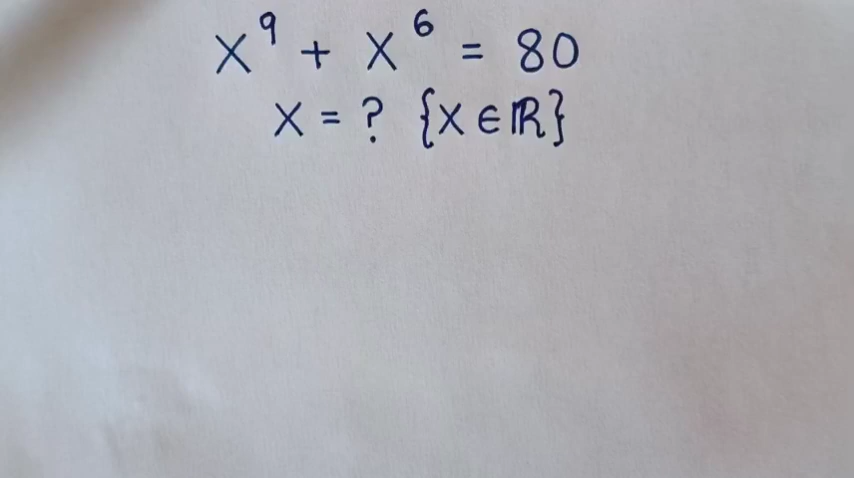 X⁹ + X⁶ = 80
X = ? {X ∈ ℝ}